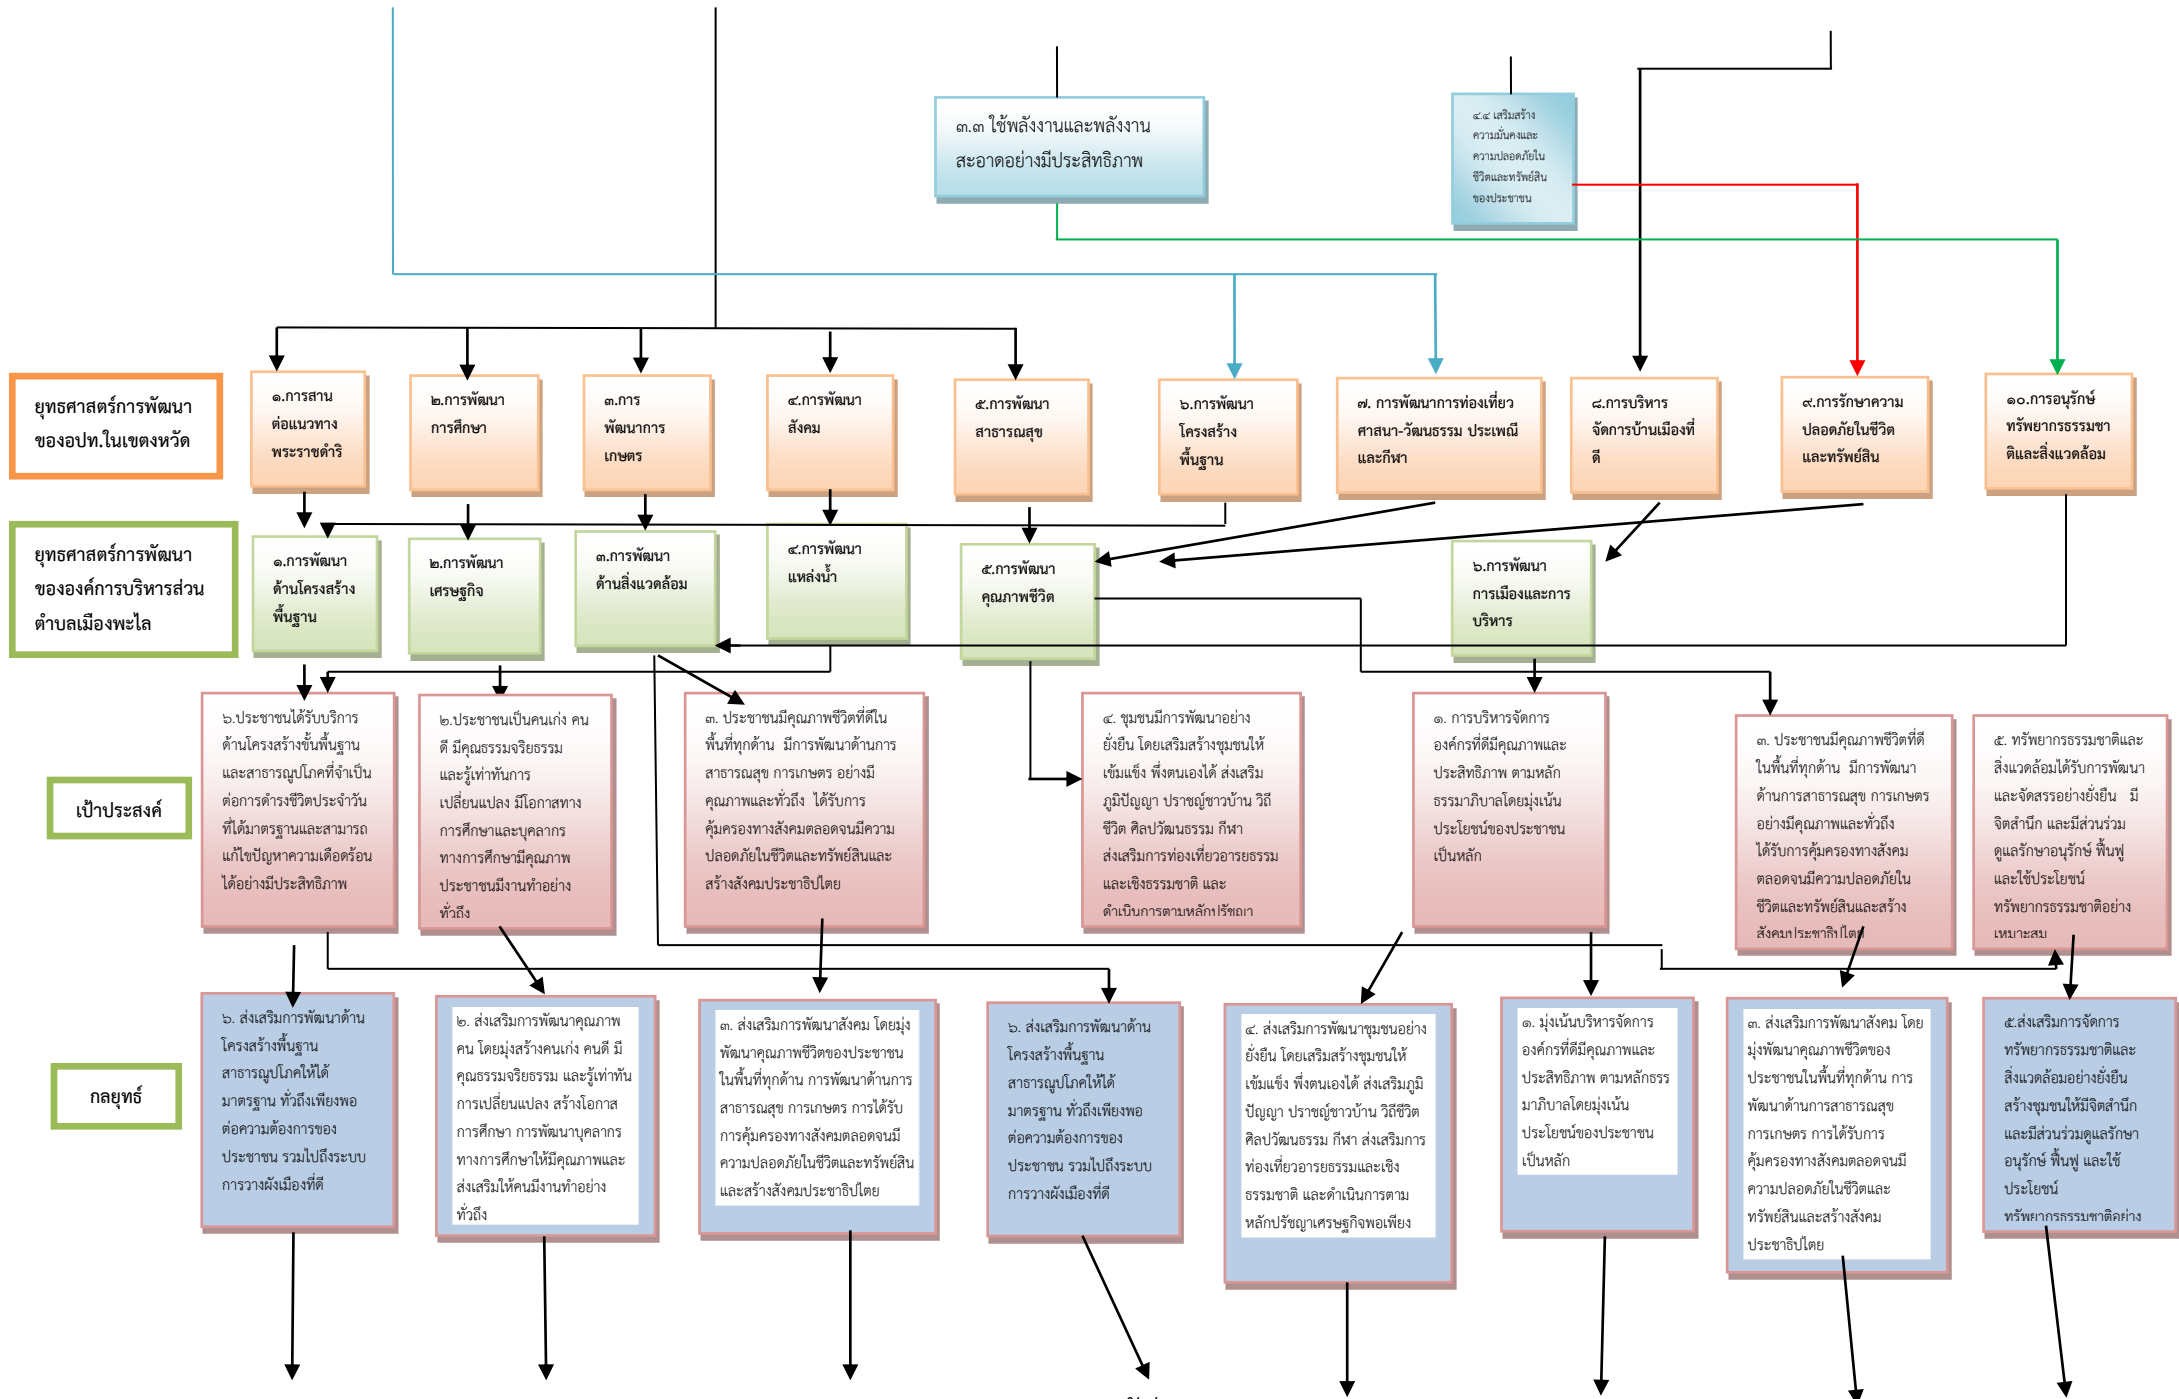 ๓.๓ ใช้พลังงานและพลังงาน
สะอาดอย่างมีประสิทธิภาพ
๔.๔ เสริมสร้าง
ความมั่นคงและ
ความปลอดภัยใน
ชีวิตและทรัพย์สิน
ของประชาชน
ยุทธศาสตร์การพัฒนา
ของอปท.ในเขตงหวัด
๑.การสาน
ต่อแนวทาง
พระราชดำริ
๒.การพัฒนา
การศึกษา
๓.การ
พัฒนาการ
เกษตร
๔.การพัฒนา
สังคม
๕.การพัฒนา
สาธารณสุข
๖.การพัฒนา
โครงสร้าง
พื้นฐาน
๗. การพัฒนาการท่องเที่ยว
ศาสนา-วัฒนธรรม ประเพณี
และกีฬา
๘.การบริหาร
จัดการบ้านเมืองที่
ดี
๙.การรักษาความ
ปลอดภัยในชีวิต
และทรัพย์สิน
๑๐.การอนุรักษ์
ทรัพยากรธรรมชา
ติและสิ่งแวดล้อม
ยุทธศาสตร์การพัฒนา
ขององค์การบริหารส่วน
ตำบลเมืองพะไล
๑.การพัฒนา
ด้านโครงสร้าง
พื้นฐาน
๒.การพัฒนา
เศรษฐกิจ
๓.การพัฒนา
ด้านสิ่งแวดล้อม
๔.การพัฒนา
แหล่งน้ำ
๕.การพัฒนา
คุณภาพชีวิต
๖.การพัฒนา
การเมืองและการ
บริหาร
เป้าประสงค์
๖.ประชาชนได้รับบริการ
ด้านโครงสร้างขั้นพื้นฐาน
และสาธารณูปโภคที่จำเป็น
ต่อการดำรงชีวิตประจำวัน
ที่ได้มาตรฐานและสามารถ
แก้ไขปัญหาความเดือดร้อน
ได้อย่างมีประสิทธิภาพ
๒.ประชาชนเป็นคนเก่ง คน
ดี มีคุณธรรมจริยธรรม
และรู้เท่าทันการ
เปลี่ยนแปลง มีโอกาสทาง
การศึกษาและบุคลากร
ทางการศึกษามีคุณภาพ
ประชาชนมีงานทำอย่าง
ทั่วถึง
๓. ประชาชนมีคุณภาพชีวิตที่ดีใน
พื้นที่ทุกด้าน มีการพัฒนาด้านการ
สาธารณสุข การเกษตร อย่างมี
คุณภาพและทั่วถึง ได้รับการ
คุ้มครองทางสังคมตลอดจนมีความ
ปลอดภัยในชีวิตและทรัพย์สินและ
สร้างสังคมประชาธิปไตย
๔. ชุมชนมีการพัฒนาอย่าง
ยั่งยืน โดยเสริมสร้างชุมชนให้
เข้มแข็ง พึ่งตนเองได้ ส่งเสริม
ภูมิปัญญา ปราชญ์ชาวบ้าน วิถี
ชีวิต ศิลปวัฒนธรรม กีฬา
ส่งเสริมการท่องเที่ยวอารยธรรม
และเชิงธรรมชาติ และ
ดำเนินการตามหลักปรัชญา
๑. การบริหารจัดการ
องค์กรที่ดีมีคุณภาพและ
ประสิทธิภาพ ตามหลัก
ธรรมาภิบาลโดยมุ่งเน้น
ประโยชน์ของประชาชน
เป็นหลัก
๓. ประชาชนมีคุณภาพชีวิตที่ดี
ในพื้นที่ทุกด้าน มีการพัฒนา
ด้านการสาธารณสุข การเกษตร
อย่างมีคุณภาพและทั่วถึง
ได้รับการคุ้มครองทางสังคม
ตลอดจนมีความปลอดภัยใน
ชีวิตและทรัพย์สินและสร้าง
สังคมประชาธิปไตย
๕. ทรัพยากรธรรมชาติและ
สิ่งแวดล้อมได้รับการพัฒนา
และจัดสรรอย่างยั่งยืน มี
จิตสำนึก และมีส่วนร่วม
ดูแลรักษาอนุรักษ์ ฟื้นฟู
และใช้ประโยชน์
ทรัพยากรธรรมชาติอย่าง
เหมาะสม
กลยุทธ์
๖. ส่งเสริมการพัฒนาด้าน
โครงสร้างพื้นฐาน
สาธารณูปโภคให้ได้
มาตรฐาน ทั่วถึงเพียงพอ
ต่อความต้องการของ
ประชาชน รวมไปถึงระบบ
การวางผังเมืองที่ดี
๒. ส่งเสริมการพัฒนาคุณภาพ
คน โดยมุ่งสร้างคนเก่ง คนดี มี
คุณธรรมจริยธรรม และรู้เท่าทัน
การเปลี่ยนแปลง สร้างโอกาส
การศึกษา การพัฒนาบุคลากร
ทางการศึกษาให้มีคุณภาพและ
ส่งเสริมให้คนมีงานทำอย่าง
ทั่วถึง
๓. ส่งเสริมการพัฒนาสังคม โดยมุ่ง
พัฒนาคุณภาพชีวิตของประชาชน
ในพื้นที่ทุกด้าน การพัฒนาด้านการ
สาธารณสุข การเกษตร การได้รับ
การคุ้มครองทางสังคมตลอดจนมี
ความปลอดภัยในชีวิตและทรัพย์สิน
และสร้างสังคมประชาธิปไตย
๖. ส่งเสริมการพัฒนาด้าน
โครงสร้างพื้นฐาน
สาธารณูปโภคให้ได้
มาตรฐาน ทั่วถึงเพียงพอ
ต่อความต้องการของ
ประชาชน รวมไปถึงระบบ
การวางผังเมืองที่ดี
๔. ส่งเสริมการพัฒนาชุมชนอย่าง
ยั่งยืน โดยเสริมสร้างชุมชนให้
เข้มแข็ง พึ่งตนเองได้ ส่งเสริมภูมิ
ปัญญา ปราชญ์ชาวบ้าน วิถีชีวิต
ศิลปวัฒนธรรม กีฬา ส่งเสริมการ
ท่องเที่ยวอารยธรรมและเชิง
ธรรมชาติ และดำเนินการตาม
หลักปรัชญาเศรษฐกิจพอเพียง
๑. มุ่งเน้นบริหารจัดการ
องค์กรที่ดีมีคุณภาพและ
ประสิทธิภาพ ตามหลักธรร
มาภิบาลโดยมุ่งเน้น
ประโยชน์ของประชาชน
เป็นหลัก
๓. ส่งเสริมการพัฒนาสังคม โดย
มุ่งพัฒนาคุณภาพชีวิตของ
ประชาชนในพื้นที่ทุกด้าน การ
พัฒนาด้านการสาธารณสุข
การเกษตร การได้รับการ
คุ้มครองทางสังคมตลอดจนมี
ความปลอดภัยในชีวิตและ
ทรัพย์สินและสร้างสังคม
ประชาธิปไตย
๕.ส่งเสริมการจัดการ
ทรัพยากรธรรมชาติและ
สิ่งแวดล้อมอย่างยั่งยืน
สร้างชุมชนให้มีจิตสำนึก
และมีส่วนร่วมดูแลรักษา
อนุรักษ์ ฟื้นฟู และใช้
ประโยชน์
ทรัพยากรธรรมชาติอย่าง